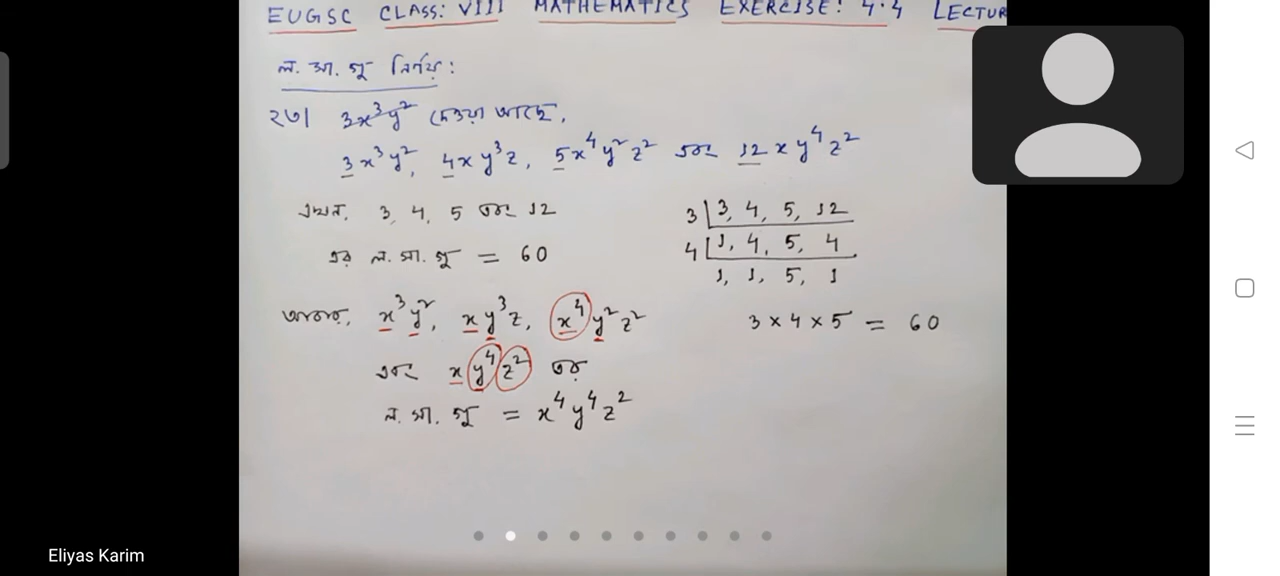 EUGSC CLASS: VIII MATHEMATICS EXERCISE: 4.4 LECTUR
ল. সা. গু নির্ণয়:
২৩। 3x³y² দেওয়া আছে,
3x³y², 4xy³z, 5x⁴y²z² এবং 12xy⁴z²
এখন, 3, 4, 5 এবং 12
এর ল. সা. গু = 60
3 | 3, 4, 5, 12
4 | 1, 4, 5, 4
1, 1, 5, 1
3 × 4 × 5 = 60
আবার, x³y², xy³z, x⁴y²z²
এবং xy⁴z² এর
ল. সা. গু = x⁴y⁴z²
Eliyas Karim